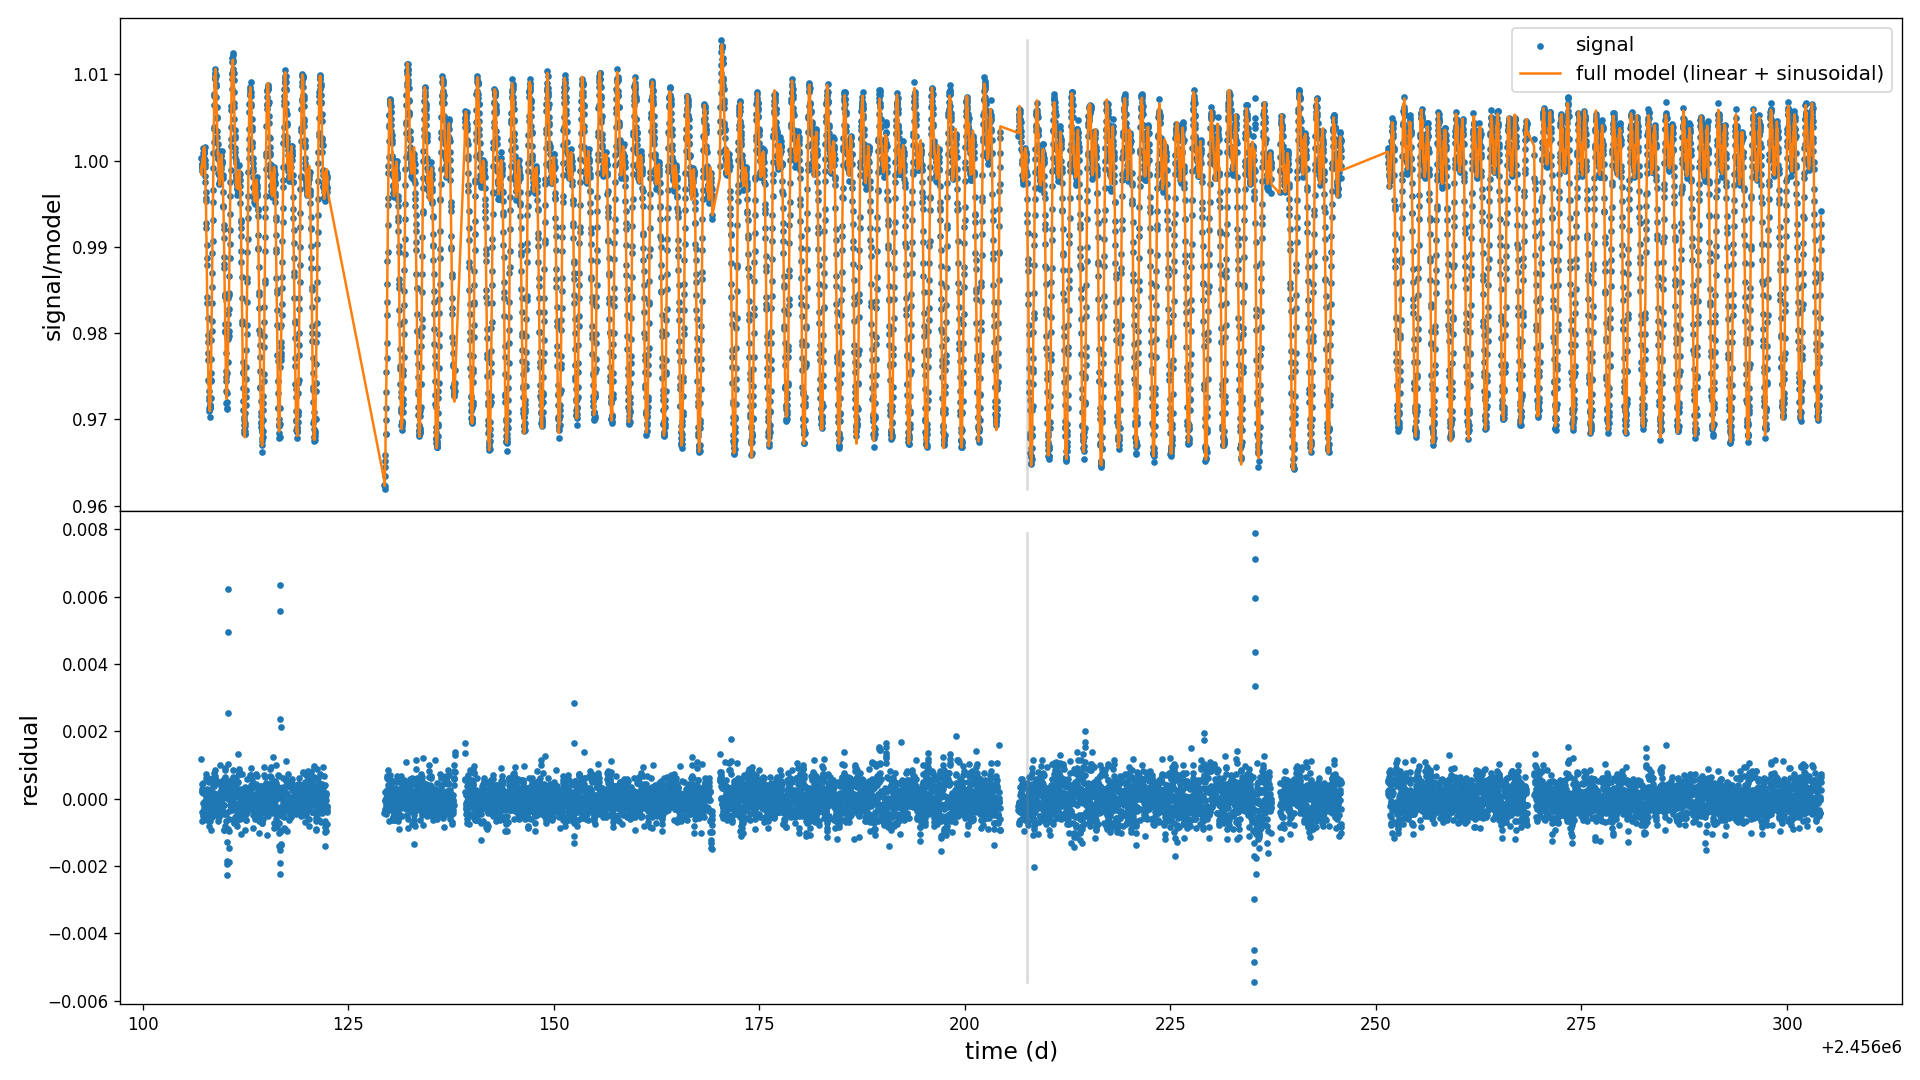 signal
full model (linear + sinusoidal)
1.01
1.00
0.99
0.98
0.97
0.96
signal/model
0.008
0.006
0.004
0.002
0.000
−0.002
−0.004
−0.006
residual
100 125 150 175 200 225 250 275 300
time (d)
+2.456e6